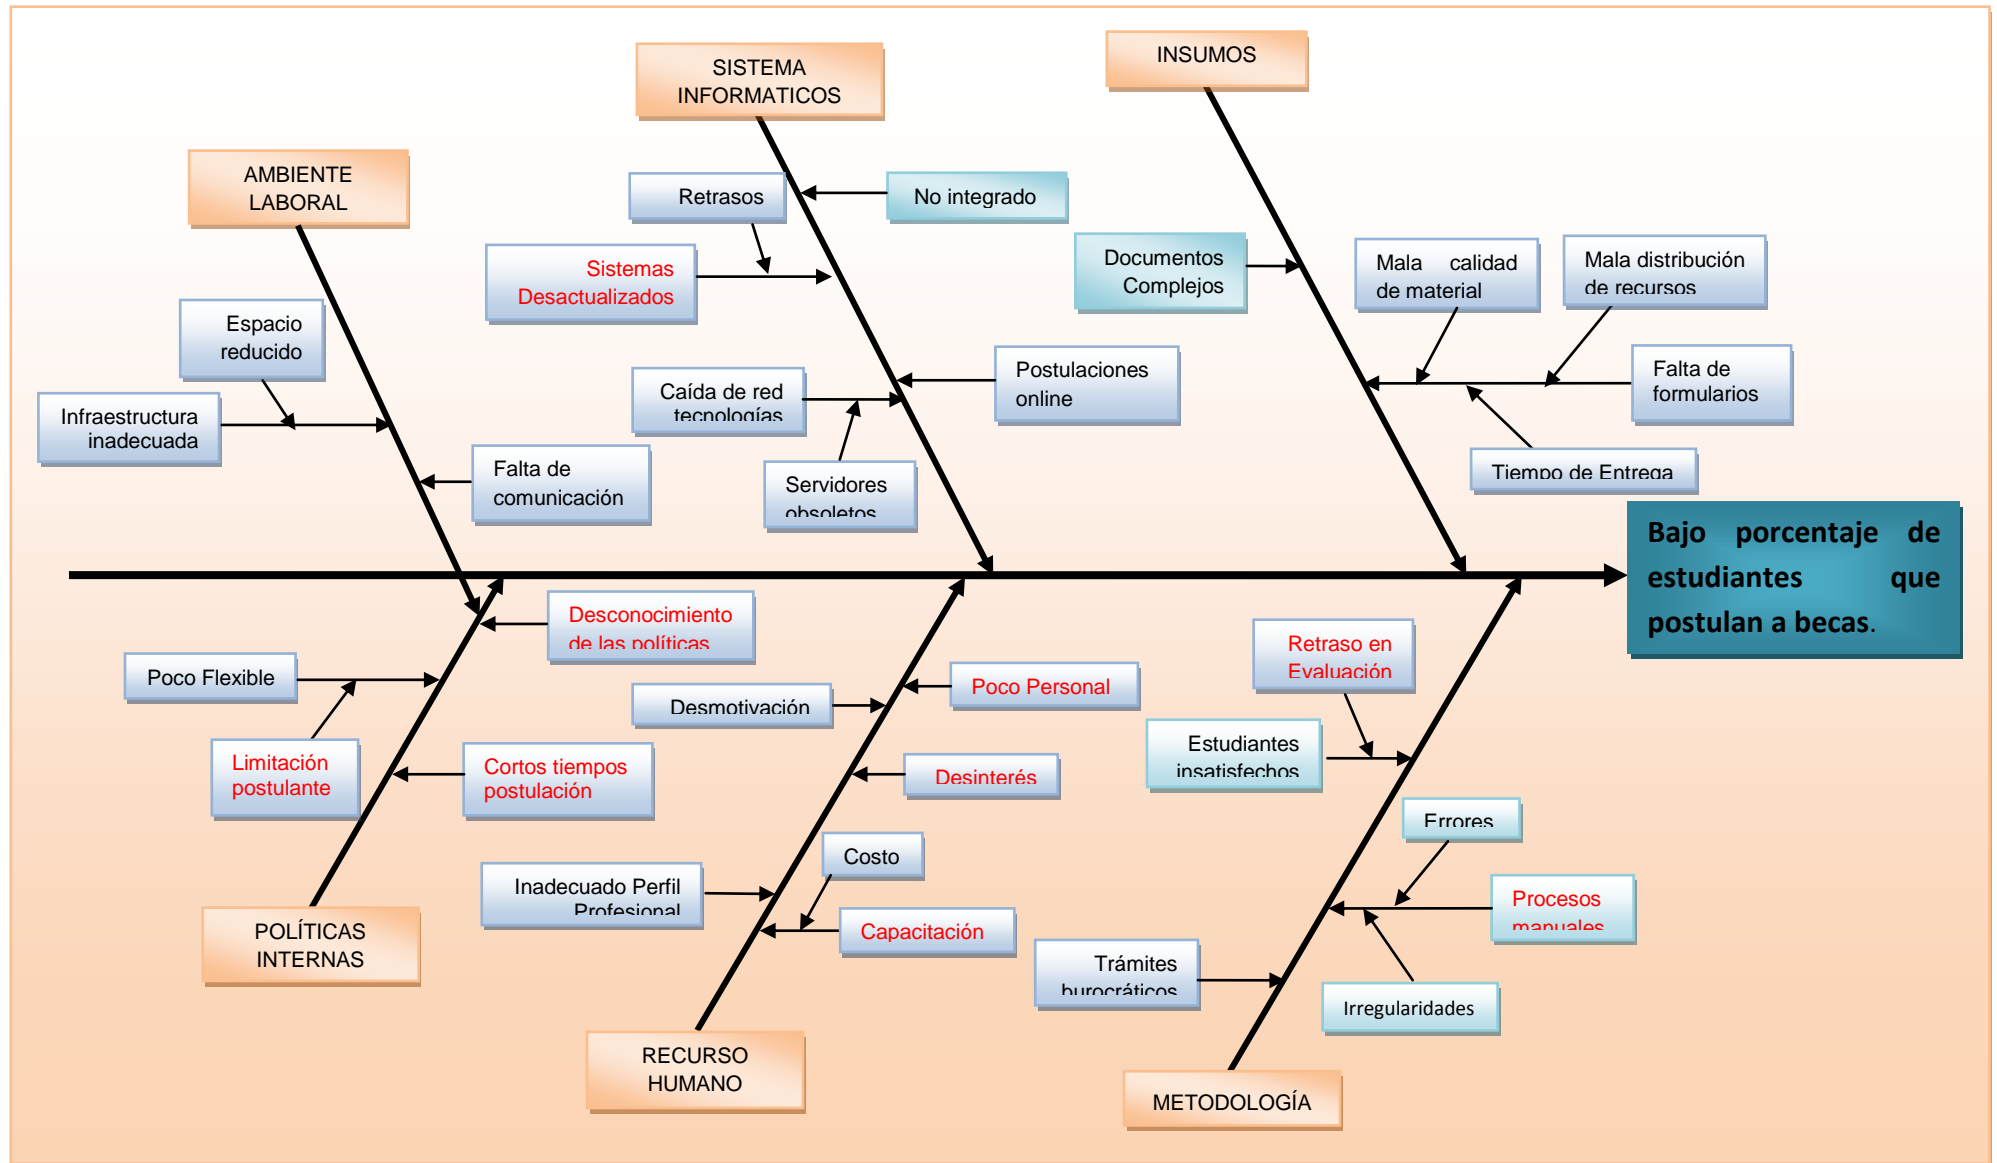 SISTEMA
INFORMATICOS
INSUMOS
AMBIENTE
LABORAL
Retrasos
No integrado
Sistemas
Desactualizados
Documentos
Complejos
Mala calidad
de material
Mala distribución
de recursos
Espacio
reducido
Infraestructura
inadecuada
Caída de red
tecnologías
Postulaciones
online
Falta de
formularios
Falta de
comunicación
Servidores
obsoletos
Tiempo de Entrega
Bajo porcentaje de
estudiantes que
postulan a becas.
Desconocimiento
de las políticas
Poco Flexible
Limitación
postulante
Cortos tiempos
postulación
Desmotivación
Poco Personal
Desinterés
Retraso en
Evaluación
Estudiantes
insatisfechos
Errores
Costo
Inadecuado Perfil
Profesional
Capacitación
Procesos
manuales
Trámites
burocráticos
Irregularidades
POLÍTICAS
INTERNAS
RECURSO
HUMANO
METODOLOGÍA